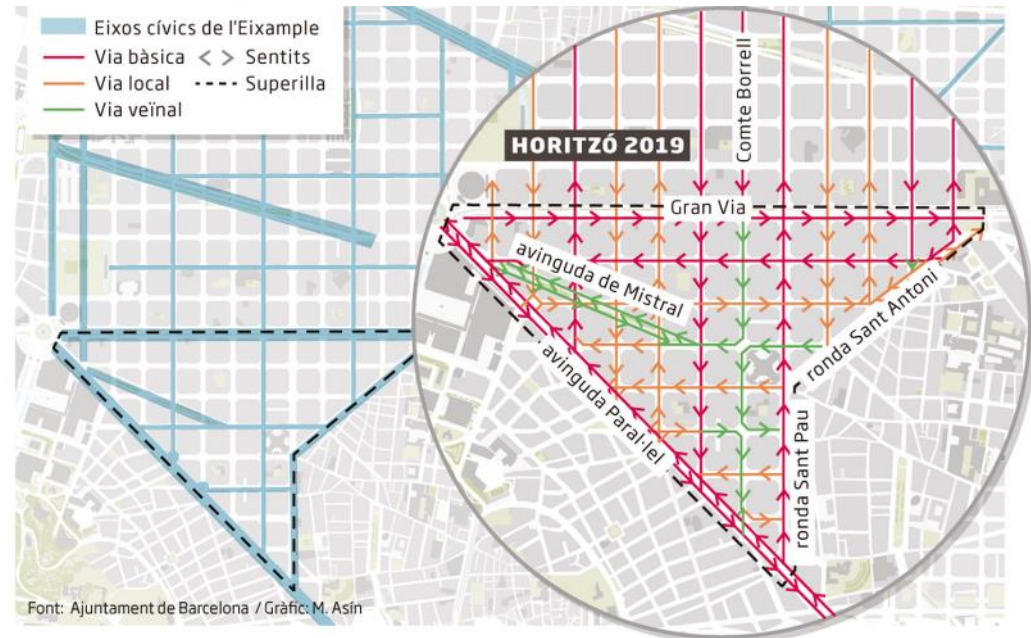 Eixos cívics de l'Eixample
Via bàsica
Sentits
Via local
Superilla
Via veïnal
HORITZÓ 2019
Comte Borrell
Gran Via
avinguda de Mistral
ronda Sant Antoni
avinguda Paral·lel
ronda Sant Pau
Font: Ajuntament de Barcelona / Gràfic: M. Asín